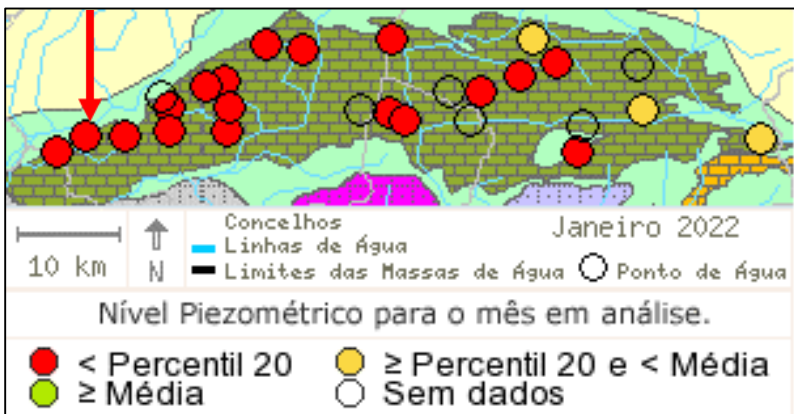 Concelhos
Linhas de Água
Janeiro 2022
10 km
N
Limites das Massas de Água
Ponto de Água
Nível Piezométrico para o mês em análise.
< Percentil 20
≥ Percentil 20 e < Média
≥ Média
Sem dados